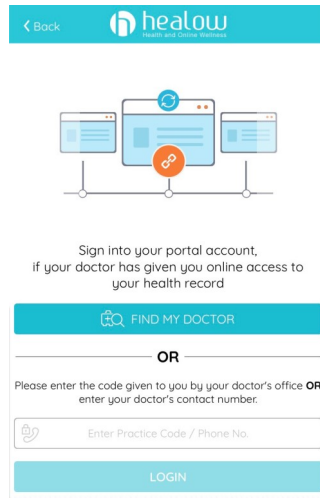 Back
healow
Health and Online Wellness
Sign into your portal account,
if your doctor has given you online access to
your health record
FIND MY DOCTOR
OR
Please enter the code given to you by your doctor's office OR
enter your doctor's contact number.
Enter Practice Code / Phone No.
LOGIN